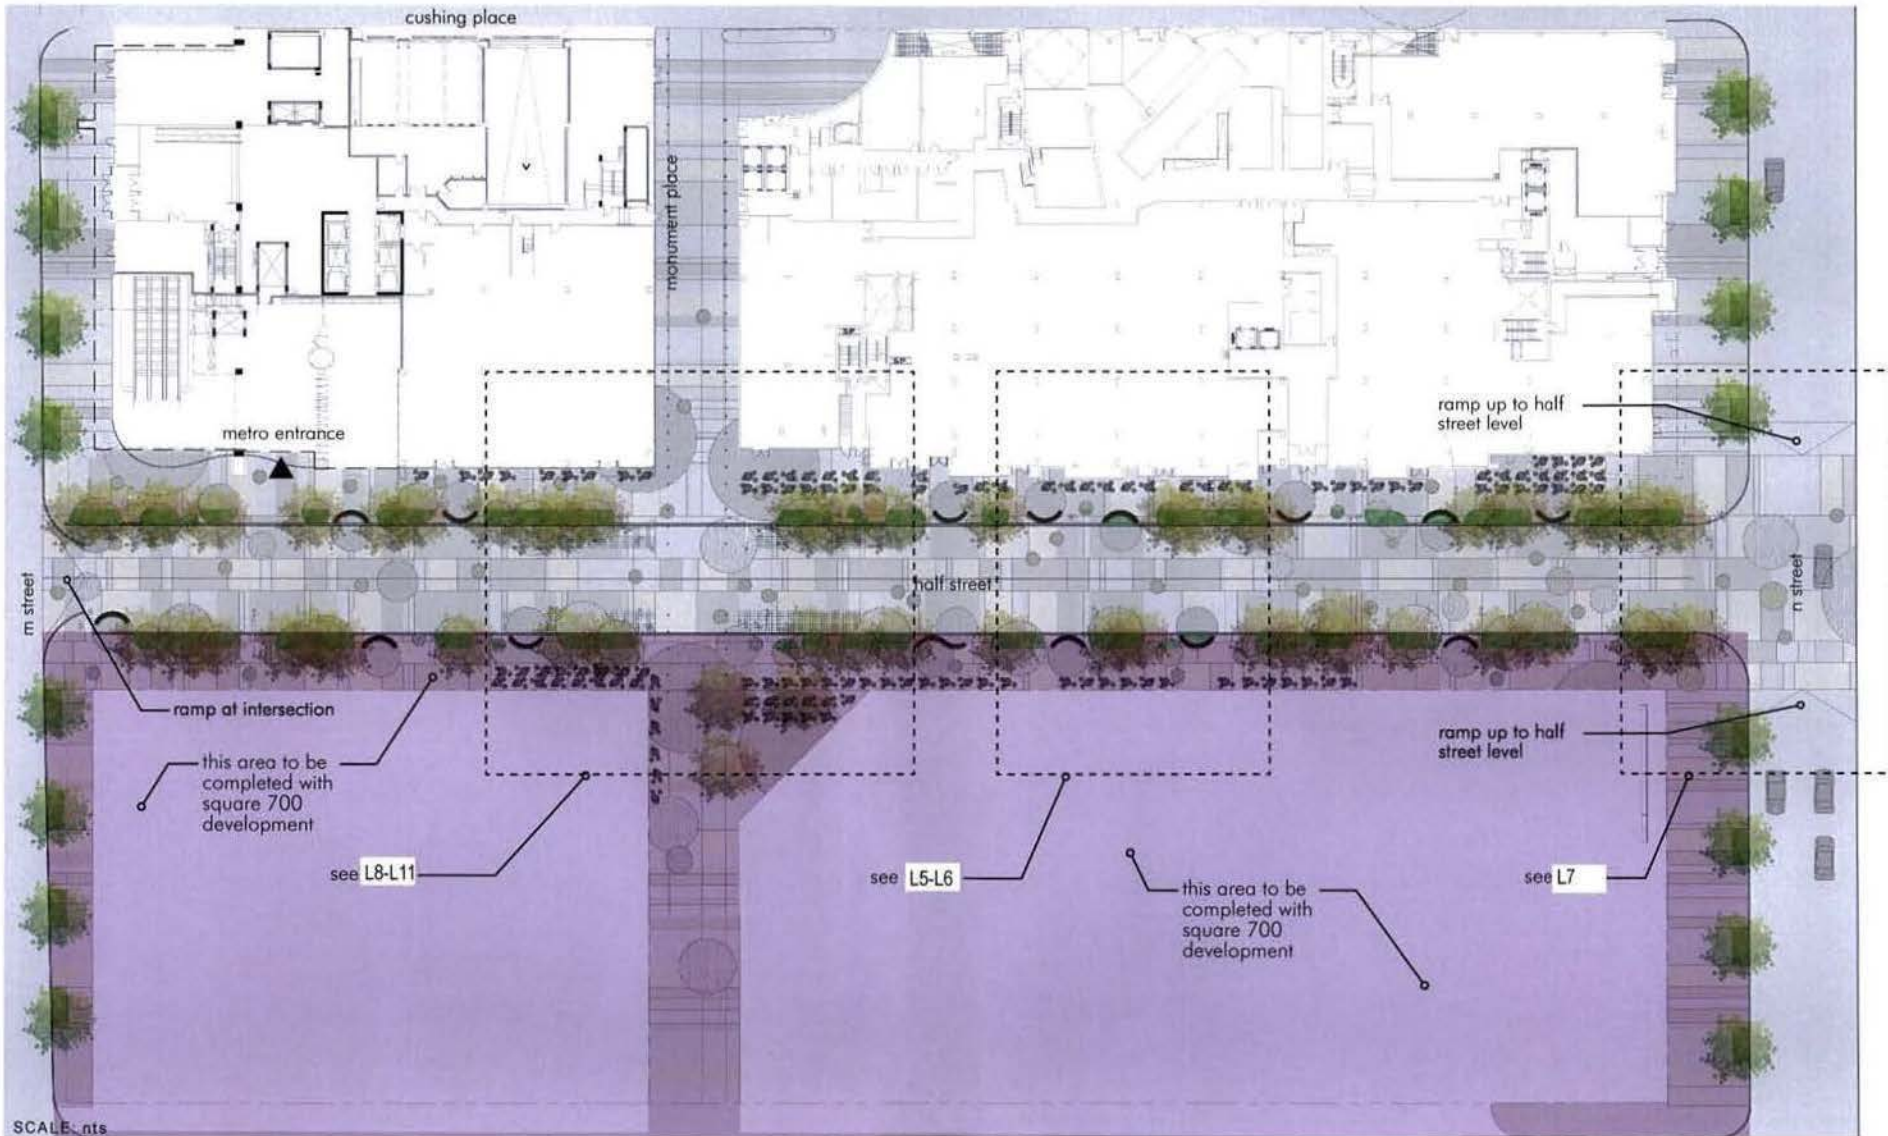 cushing place
monument place
SP
SP
metro entrance
ramp up to half
street level
m street
half street
n street
ramp at intersection
this area to be
completed with
square 700
development
ramp up to half
street level
see L8-L11
see L5-L6
see L7
this area to be
completed with
square 700
development
SCALE: nts